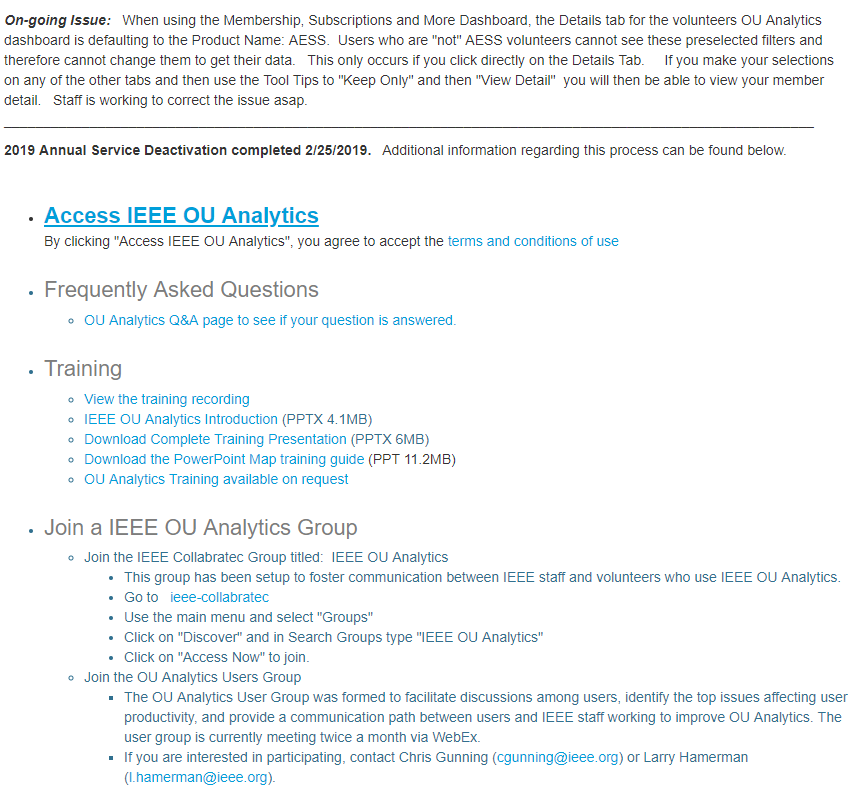 On-going Issue:   When using the Membership, Subscriptions and More Dashboard, the Details tab for the volunteers OU Analytics
dashboard is defaulting to the Product Name: AESS.  Users who are "not" AESS volunteers cannot see these preselected filters and
therefore cannot change them to get their data.   This only occurs if you click directly on the Details Tab.     If you make your selections
on any of the other tabs and then use the Tool Tips to "Keep Only" and then "View Detail"  you will then be able to view your member
detail.   Staff is working to correct the issue asap.
2019 Annual Service Deactivation completed 2/25/2019.   Additional information regarding this process can be found below.
Access IEEE OU Analytics
By clicking "Access IEEE OU Analytics", you agree to accept the terms and conditions of use
Frequently Asked Questions
OU Analytics Q&A page to see if your question is answered.
Training
View the training recording
IEEE OU Analytics Introduction (PPTX 4.1MB)
Download Complete Training Presentation (PPTX 6MB)
Download the PowerPoint Map training guide (PPT 11.2MB)
OU Analytics Training available on request
Join a IEEE OU Analytics Group
Join the IEEE Collabratec Group titled:  IEEE OU Analytics
This group has been setup to foster communication between IEEE staff and volunteers who use IEEE OU Analytics.
Go to   ieee-collabratec
Use the main menu and select "Groups"
Click on "Discover" and in Search Groups type "IEEE OU Analytics"
Click on "Access Now" to join.
Join the OU Analytics Users Group
The OU Analytics User Group was formed to facilitate discussions among users, identify the top issues affecting user
productivity, and provide a communication path between users and IEEE staff working to improve OU Analytics. The
user group is currently meeting twice a month via WebEx.
If you are interested in participating, contact Chris Gunning (cgunning@ieee.org) or Larry Hamerman
(l.hamerman@ieee.org).